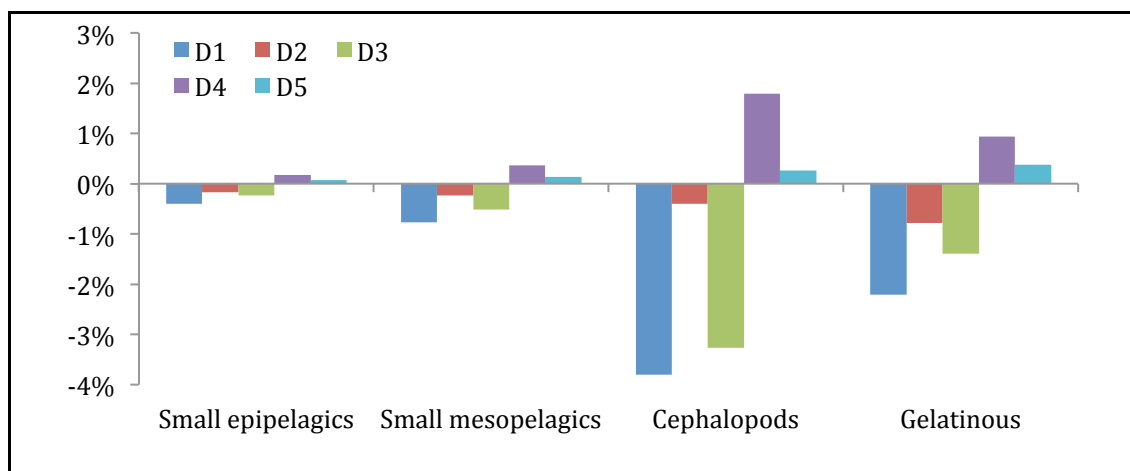 3%
2%
1%
0%
-1%
-2%
-3%
-4%
D1 D2 D3
D4 D5
Small epipelagics Small mesopelagics Cephalopods Gelatinous